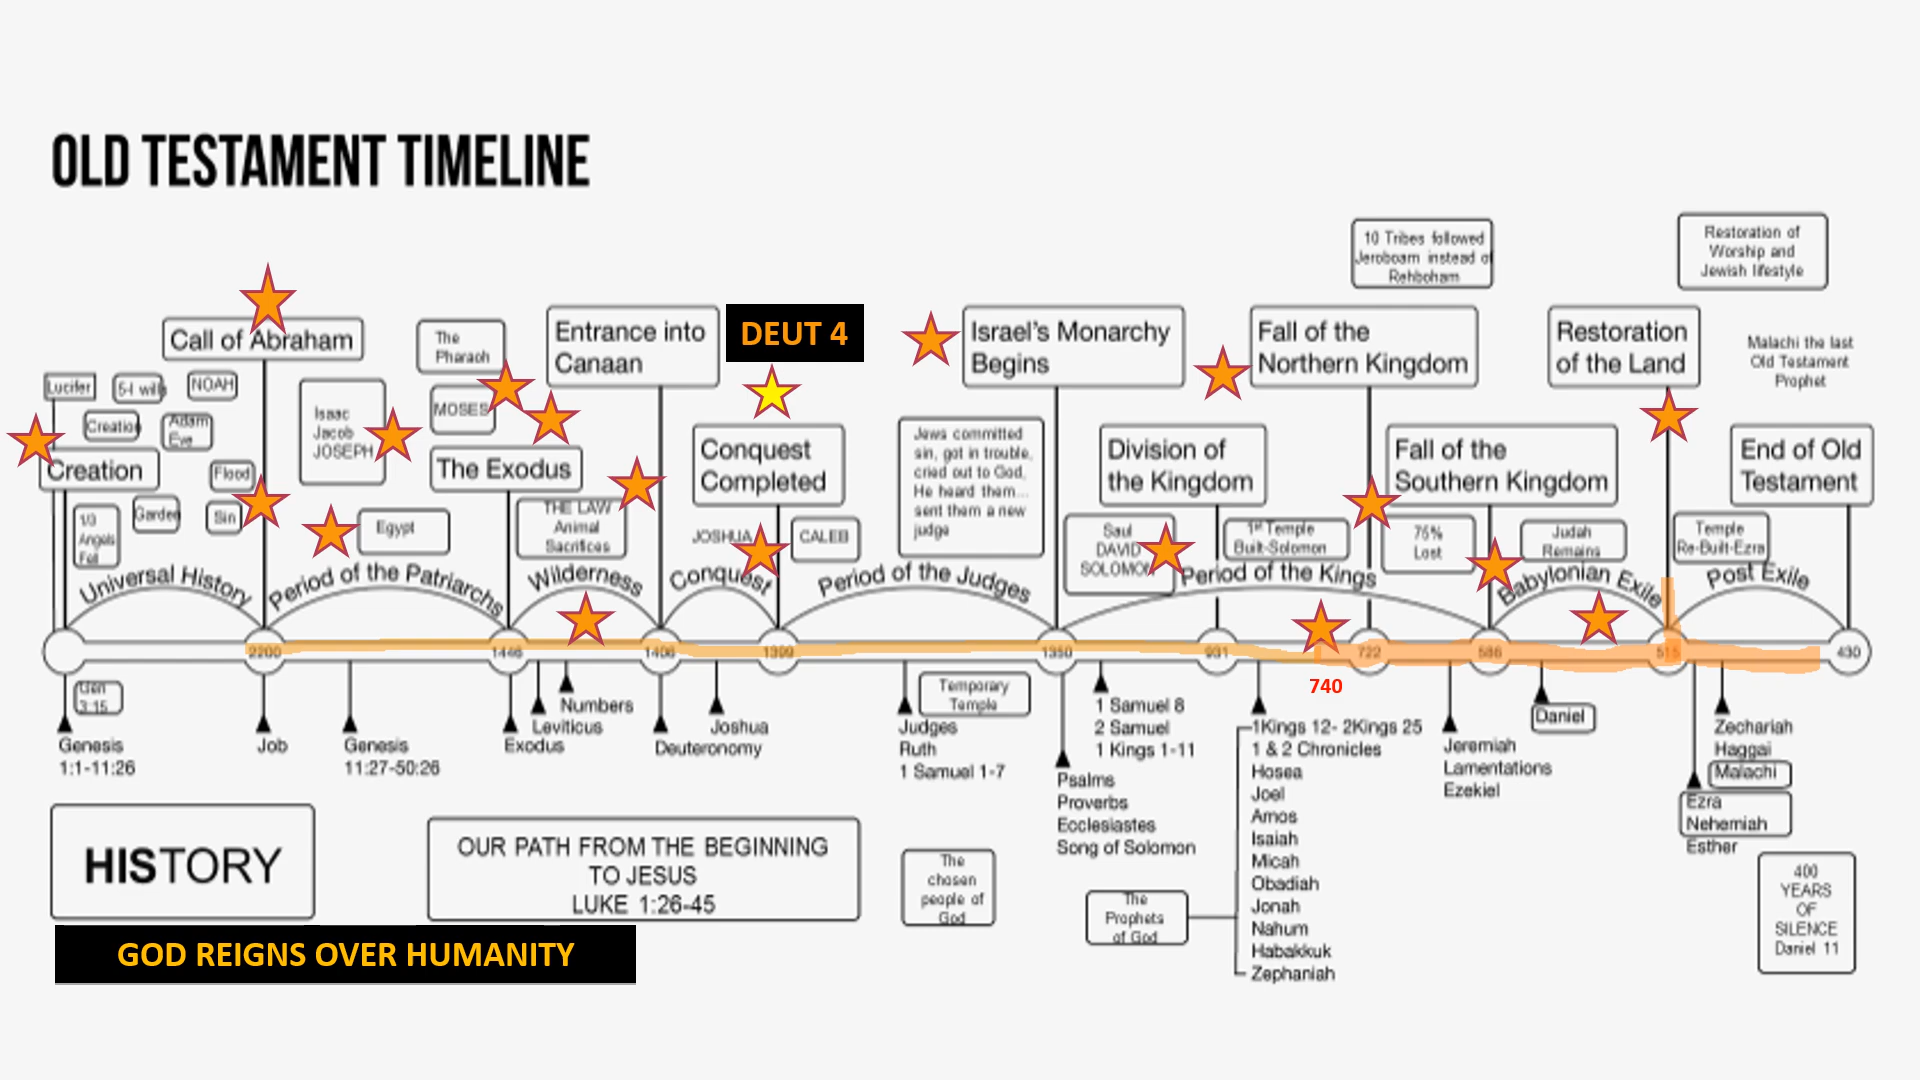 OLD TESTAMENT TIMELINE
10 Tribes followed
Jeroboam instead of
Rehboham
Restoration of
Worship and
Jewish lifestyle
Call of Abraham
The
Pharaoh
Entrance into
Canaan
DEUT 4
Israel's Monarchy
Begins
Fall of the
Northern Kingdom
Restoration
of the Land
Malachi the last
Old Testament
Prophet
Lucifer
5-I will
NOAH
Creation
Adam
Eve
Isaac
Jacob
JOSEPH
MOSES
Creation
Flood
The Exodus
Conquest
Completed
Jews committed
sin, got in trouble,
cried out to God,
He heard them...
sent them a new
judge
Division of
the Kingdom
Fall of the
Southern Kingdom
End of Old
Testament
1/3
Angels
Fell
Garden
Sin
Egypt
THE LAW
Animal
Sacrifices
JOSHUA
CALEB
Saul
DAVID
SOLOMON
1st Temple
Built-Solomon
75%
Lost
Judah
Remains
Temple
Re-Built-Ezra
Universal History
Period of the Patriarchs
Wilderness
Conquest
Period of the Judges
Period of the Kings
Babylonian Exile
Post Exile
2200
1446
1406
1399
1350
931
722
586
515
430
740
Gen
3:15
Genesis
1:1-11:26
Job
Genesis
11:27-50:26
Numbers
Leviticus
Exodus
Joshua
Deuteronomy
Temporary
Temple
Judges
Ruth
1 Samuel 1-7
1 Samuel 8
2 Samuel
1 Kings 1-11
Psalms
Proverbs
Ecclesiastes
Song of Solomon
1Kings 12- 2Kings 25
1 & 2 Chronicles
Hosea
Joel
Amos
Isaiah
Micah
Obadiah
Jonah
Nahum
Habakkuk
Zephaniah
Jeremiah
Lamentations
Ezekiel
Daniel
Zechariah
Haggai
Malachi
Ezra
Nehemiah
Esther
HISTORY
OUR PATH FROM THE BEGINNING
TO JESUS
LUKE 1:26-45
The
chosen
people of
God
The
Prophets
of God
400
YEARS
OF
SILENCE
Daniel 11
GOD REIGNS OVER HUMANITY